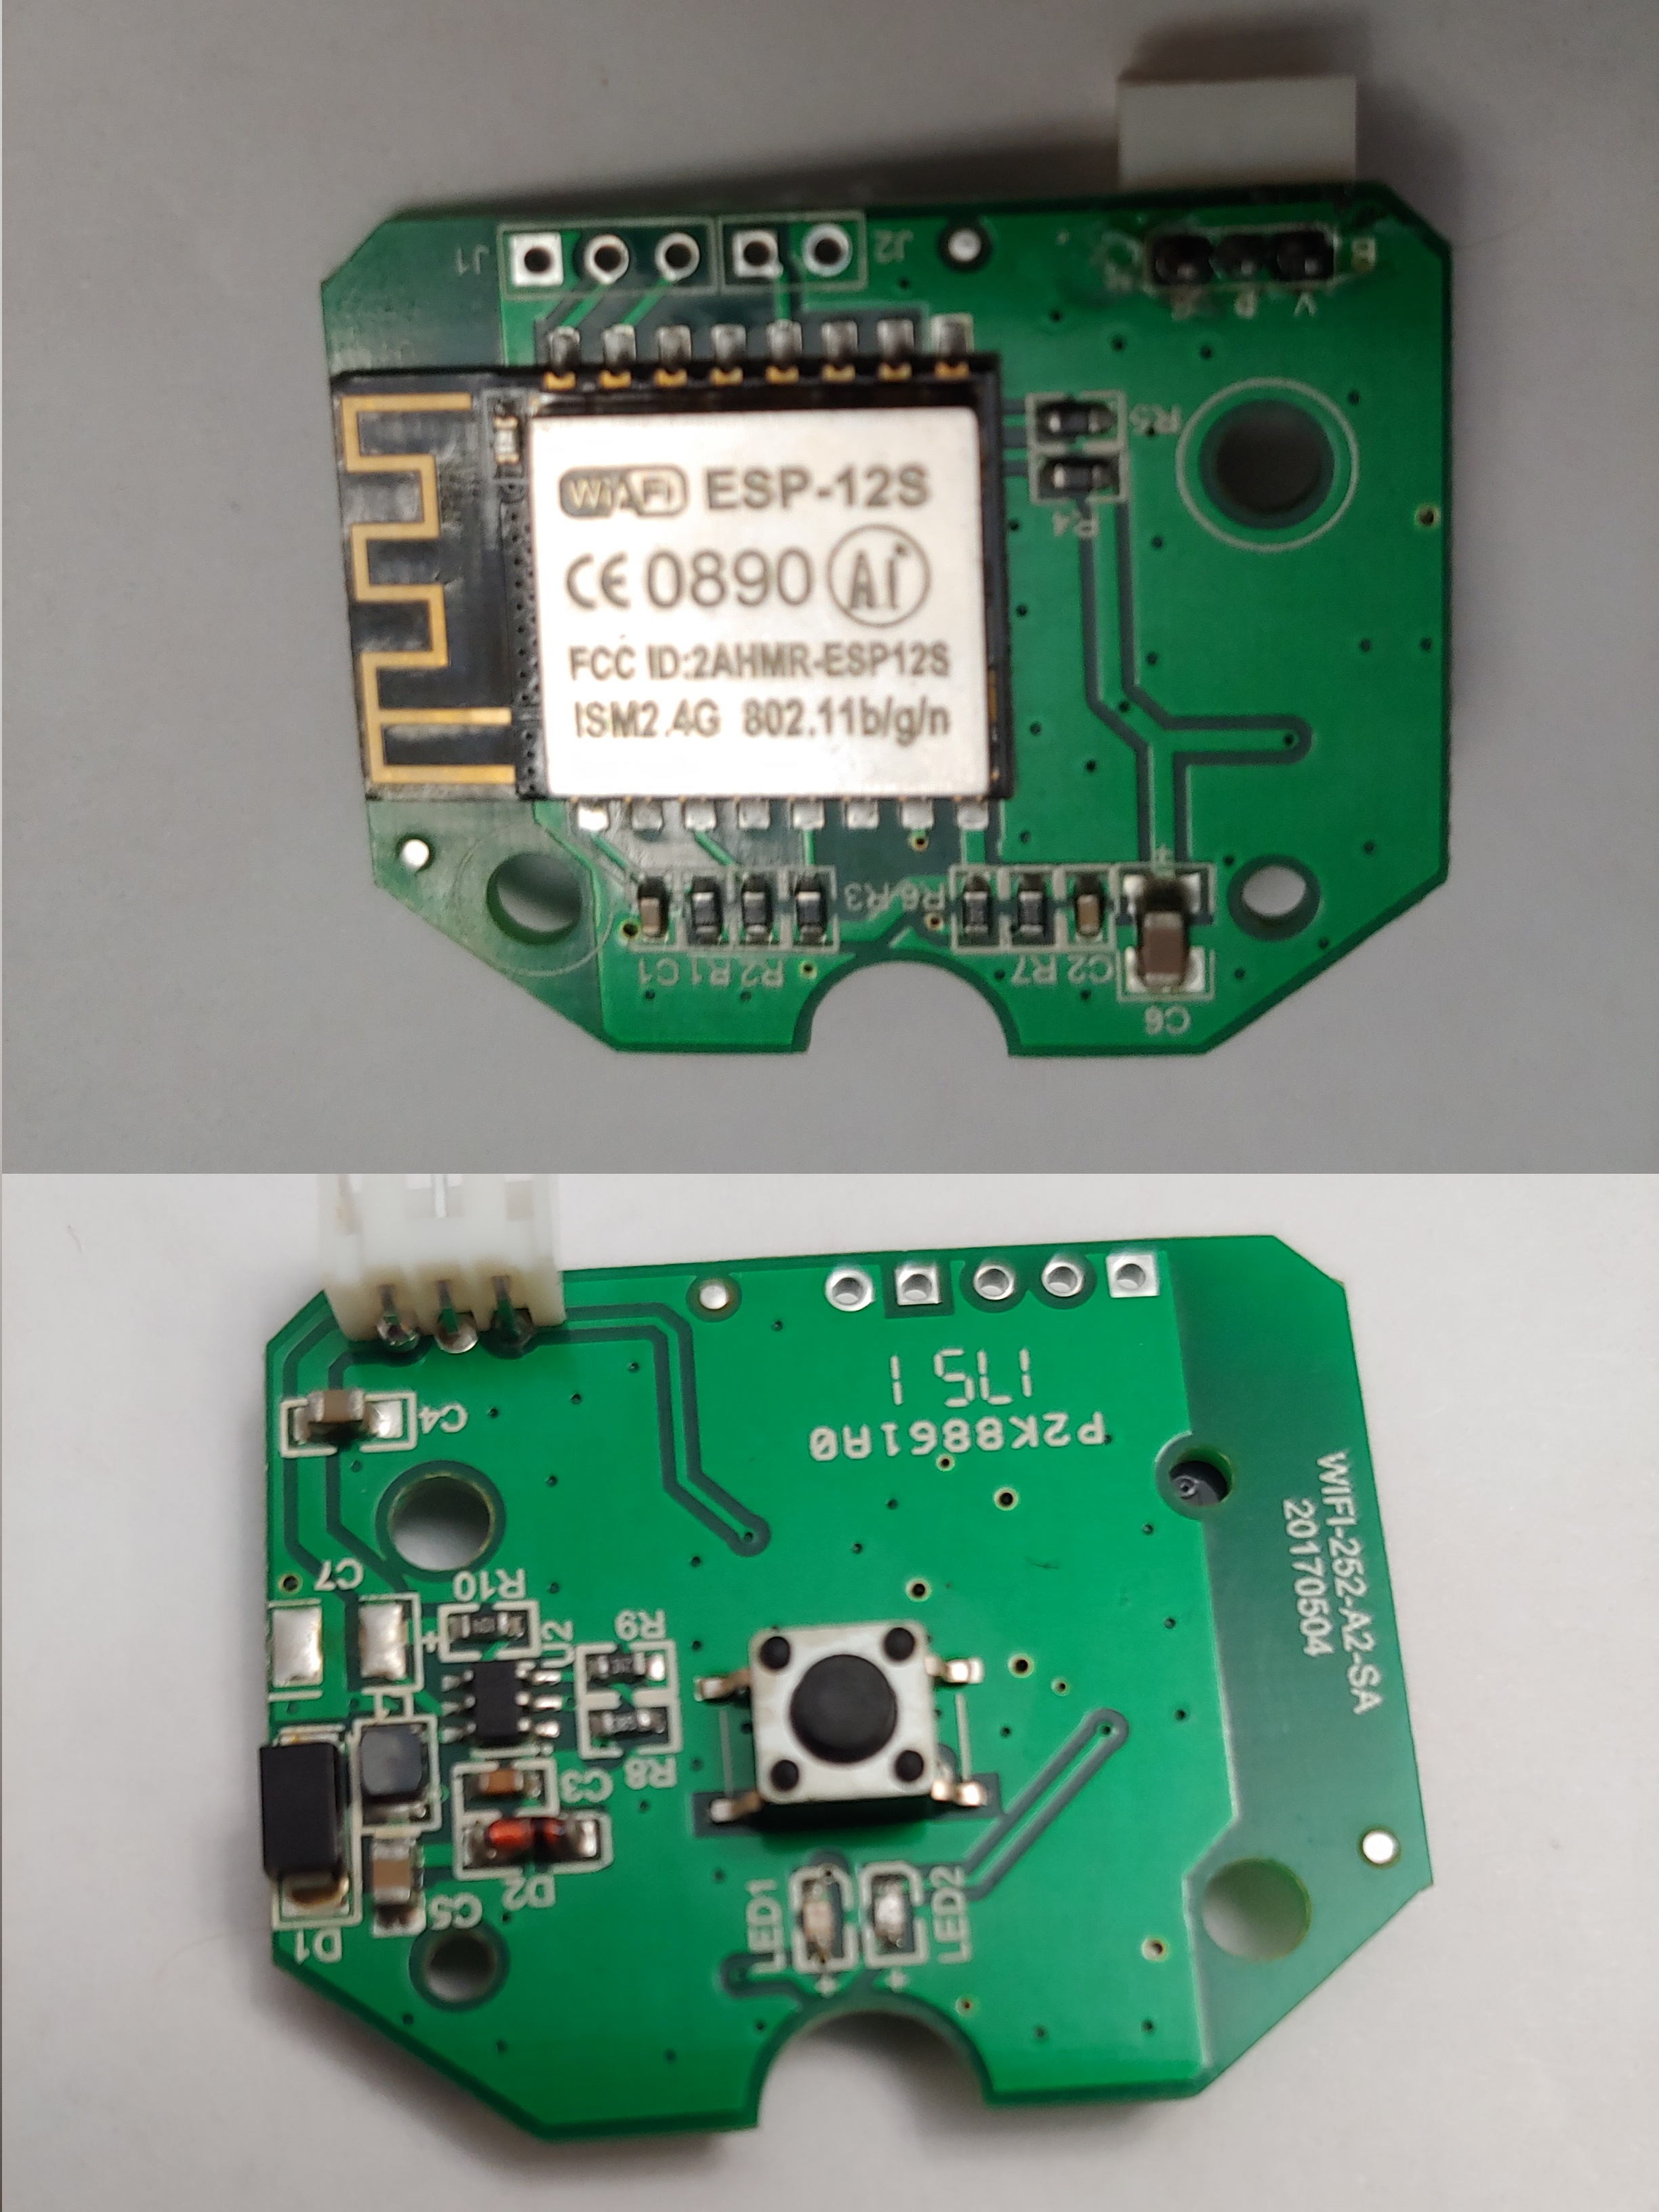 J1
J2
B
G
P
V
WiFi ESP-12S
CE 0890 Ai
FCC ID:2AHMR-ESP12S
ISM2.4G 802.11b/g/n
R5
R4
+
R3
R6
C1
R1
R2
R7
C2
C6
1751
P2K8861A0
WIFI-252-A2-SA
20170504
C4
C7
R10
+
U2
R9
R8
C3
D2
C5
D1
LED1
LED2
+
+